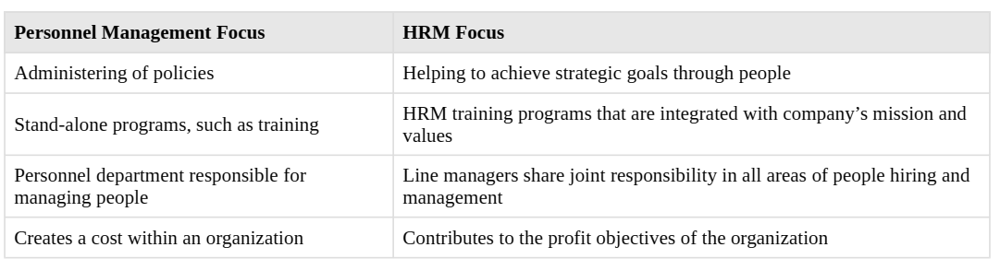 Personnel Management Focus
HRM Focus
Administering of policies
Helping to achieve strategic goals through people
Stand-alone programs, such as training
HRM training programs that are integrated with company’s mission and
values
Personnel department responsible for
managing people
Line managers share joint responsibility in all areas of people hiring and
management
Creates a cost within an organization
Contributes to the profit objectives of the organization